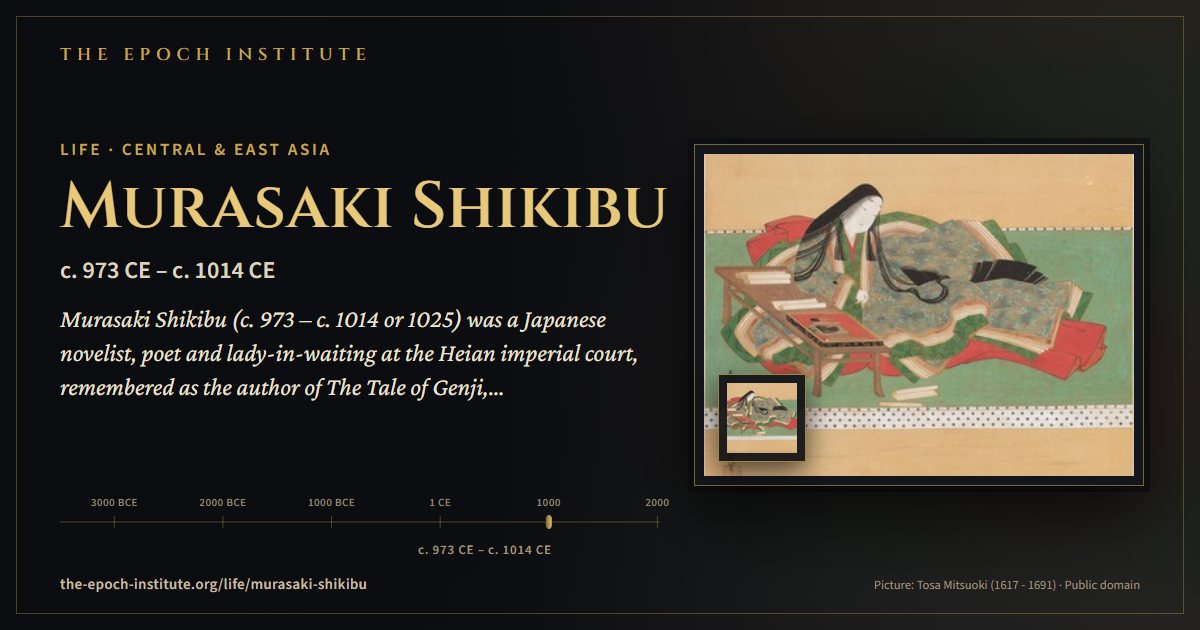 THE EPOCH INSTITUTE
LIFE · CENTRAL & EAST ASIA
MURASAKI SHIKIBU
c. 973 CE – c. 1014 CE
Murasaki Shikibu (c. 973 – c. 1014 or 1025) was a Japanese
novelist, poet and lady-in-waiting at the Heian imperial court,
remembered as the author of The Tale of Genji,...
3000 BCE 2000 BCE 1000 BCE 1 CE 1000 2000
c. 973 CE – c. 1014 CE
the-epoch-institute.org/life/murasaki-shikibu
Picture: Tosa Mitsuoki (1617 - 1691) · Public domain